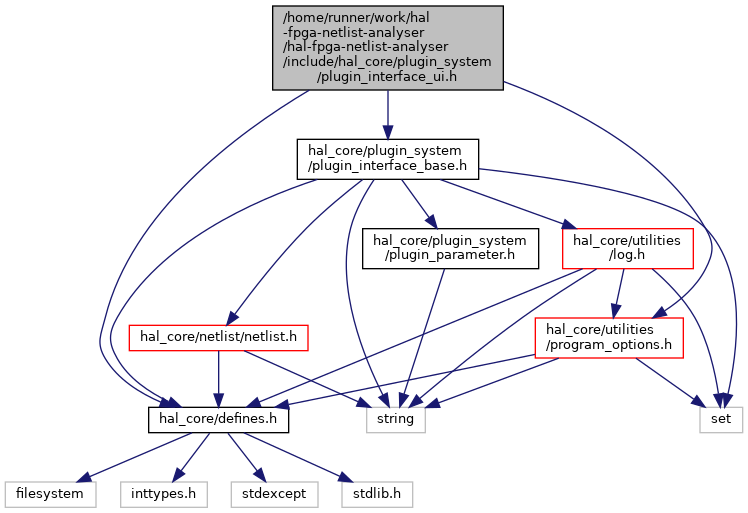 /home/runner/work/hal
-fpga-netlist-analyser
/hal-fpga-netlist-analyser
/include/hal_core/plugin_system
/plugin_interface_ui.h
hal_core/plugin_system
/plugin_interface_base.h
hal_core/plugin_system
/plugin_parameter.h
hal_core/utilities
/log.h
hal_core/netlist/netlist.h
hal_core/utilities
/program_options.h
hal_core/defines.h
string
set
filesystem
inttypes.h
stdexcept
stdlib.h